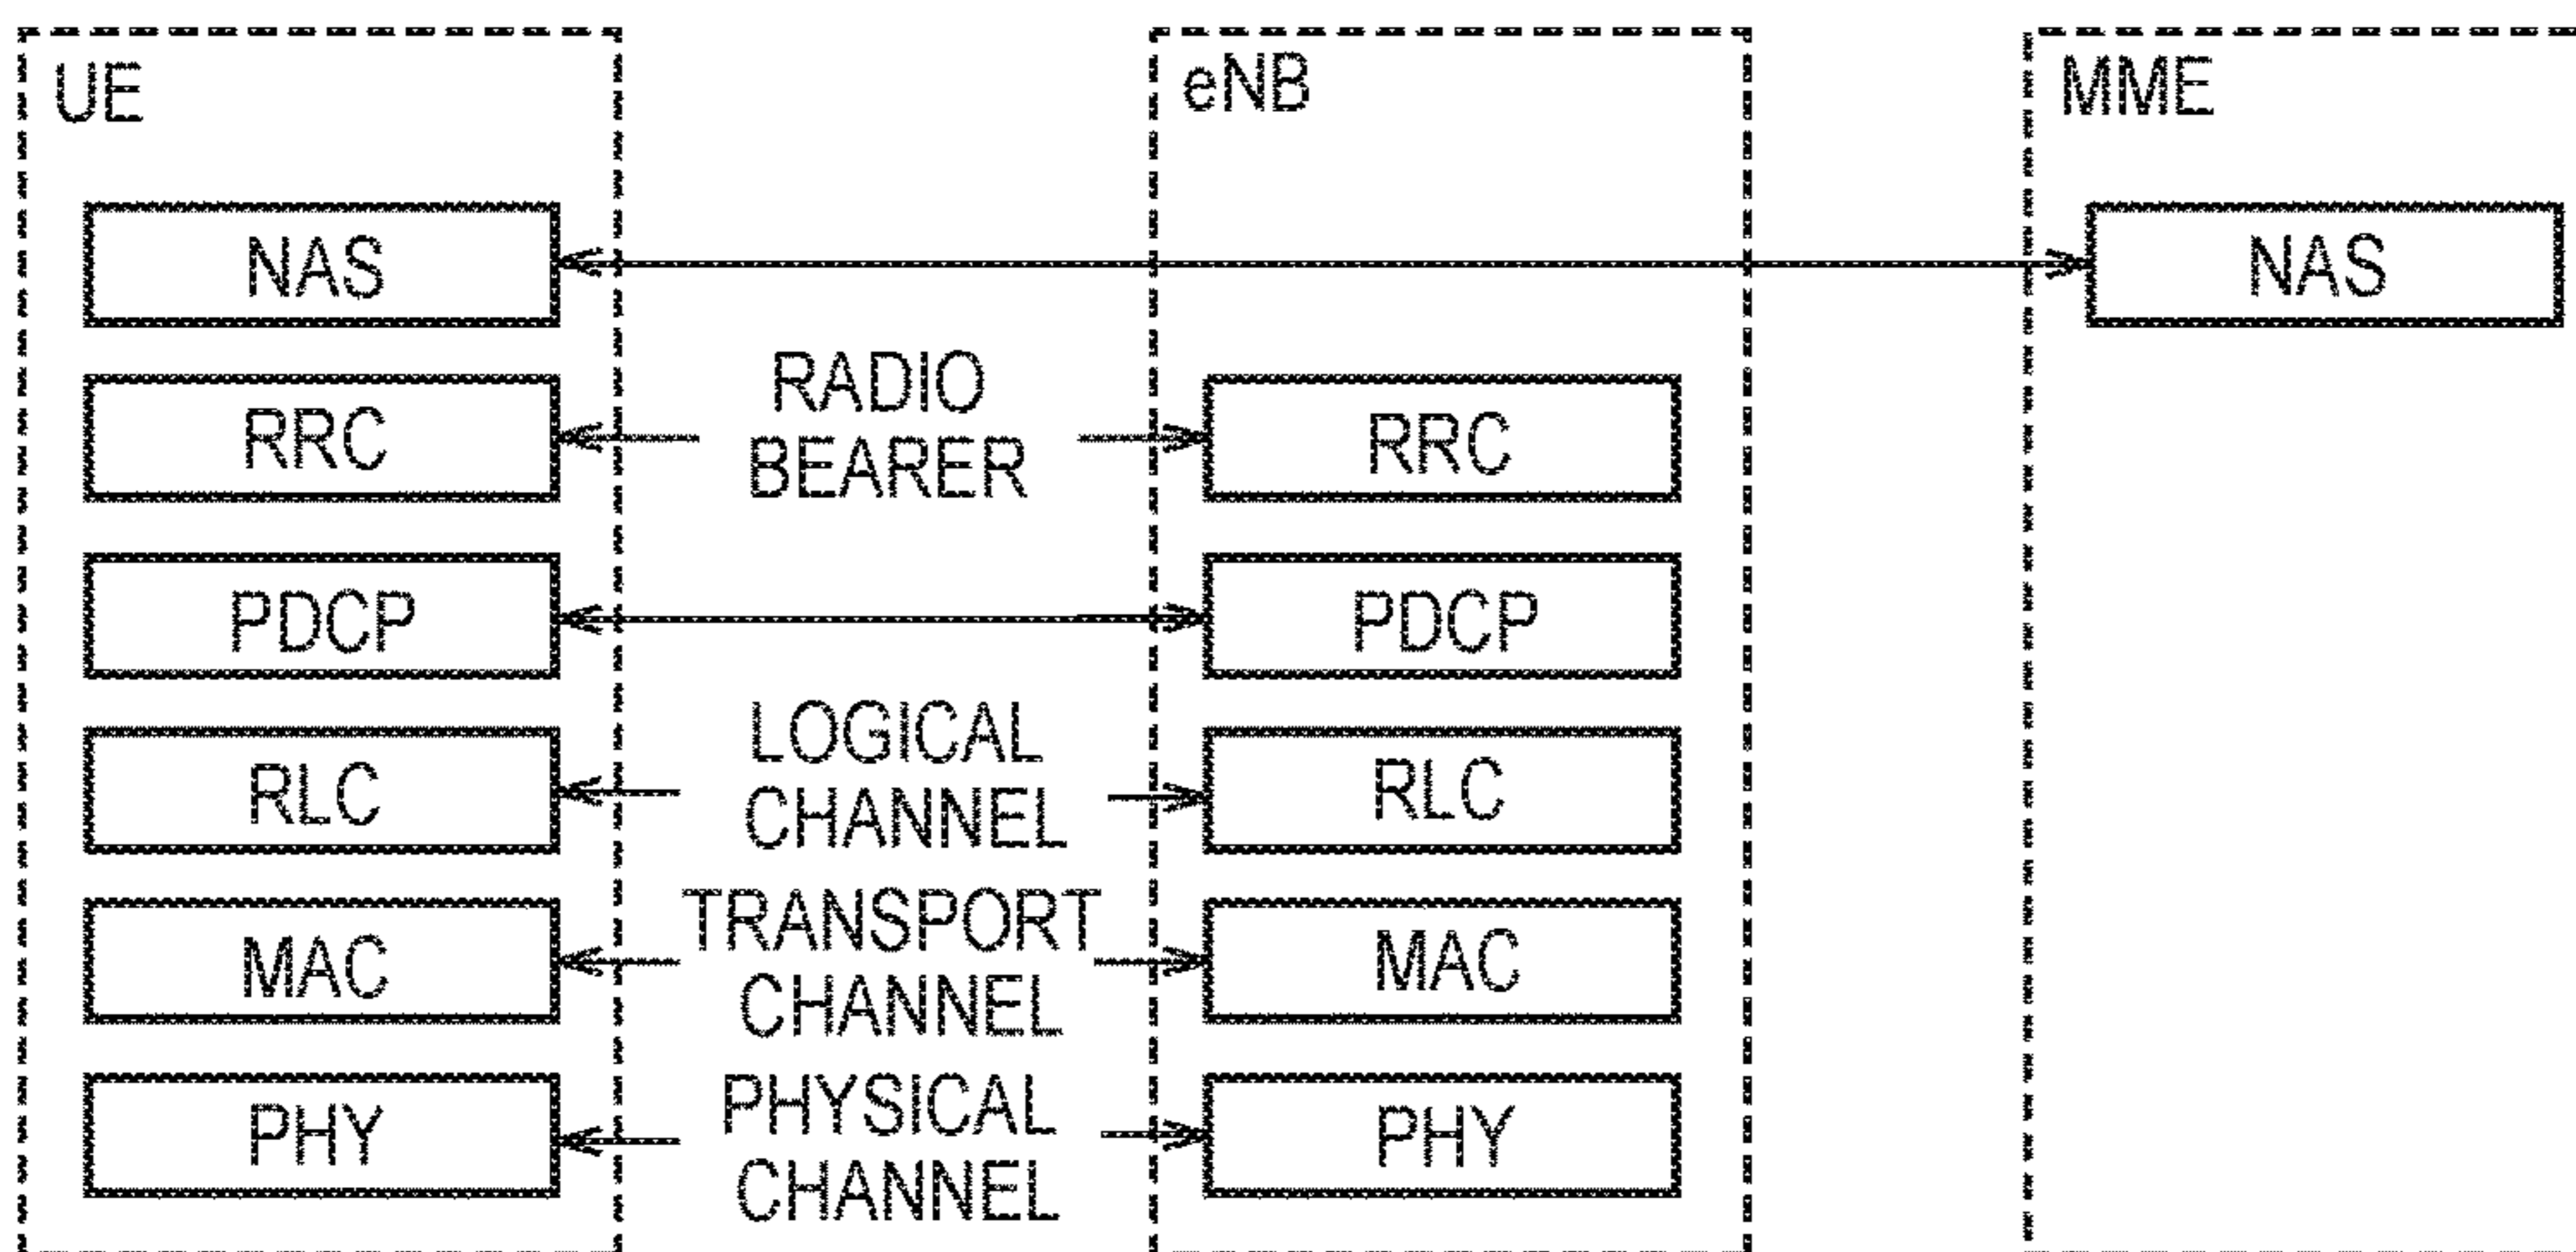 UE
eNB
MME
NAS
NAS
RRC
RADIO
BEARER
RRC
PDCP
PDCP
RLC
LOGICAL
CHANNEL
RLC
MAC
TRANSPORT
CHANNEL
MAC
PHY
PHYSICAL
CHANNEL
PHY